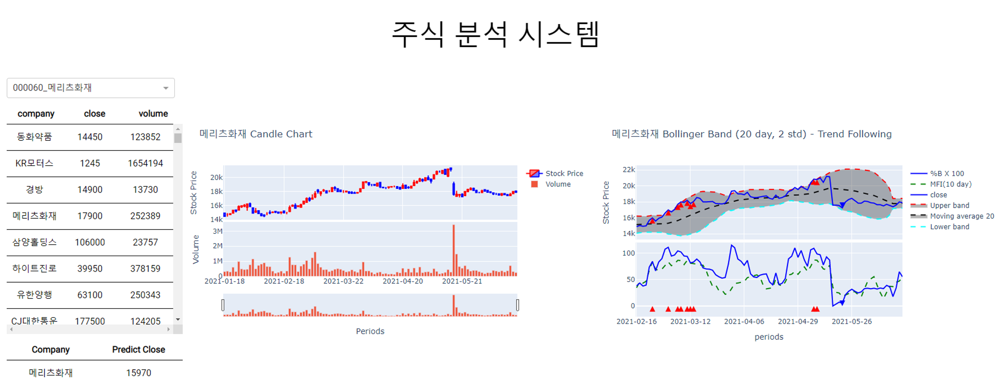 주식 분석 시스템
000060_메리츠화재
company close volume
동화약품 14450 123852
KR모터스 1245 1654194
경방 14900 13730
메리츠화재 17900 252389
삼양홀딩스 106000 23757
하이트진로 39950 378159
유한양행 63100 250343
CJ대한통운 177500 124205
Company Predict Close
메리츠화재 15970
메리츠화재 Candle Chart
Stock Price
20k
18k
16k
14k
Volume
3M
2M
1M
0
2021-01-18 2021-02-18 2021-03-22 2021-04-20 2021-05-21
Periods
Stock Price
Volume
메리츠화재 Bollinger Band (20 day, 2 std) - Trend Following
Stock Price
22k
20k
18k
16k
14k
100
50
0
2021-02-16 2021-03-12 2021-04-06 2021-04-29 2021-05-26
periods
%B X 100
MFI(10 day)
close
Upper band
Moving average 20
Lower band